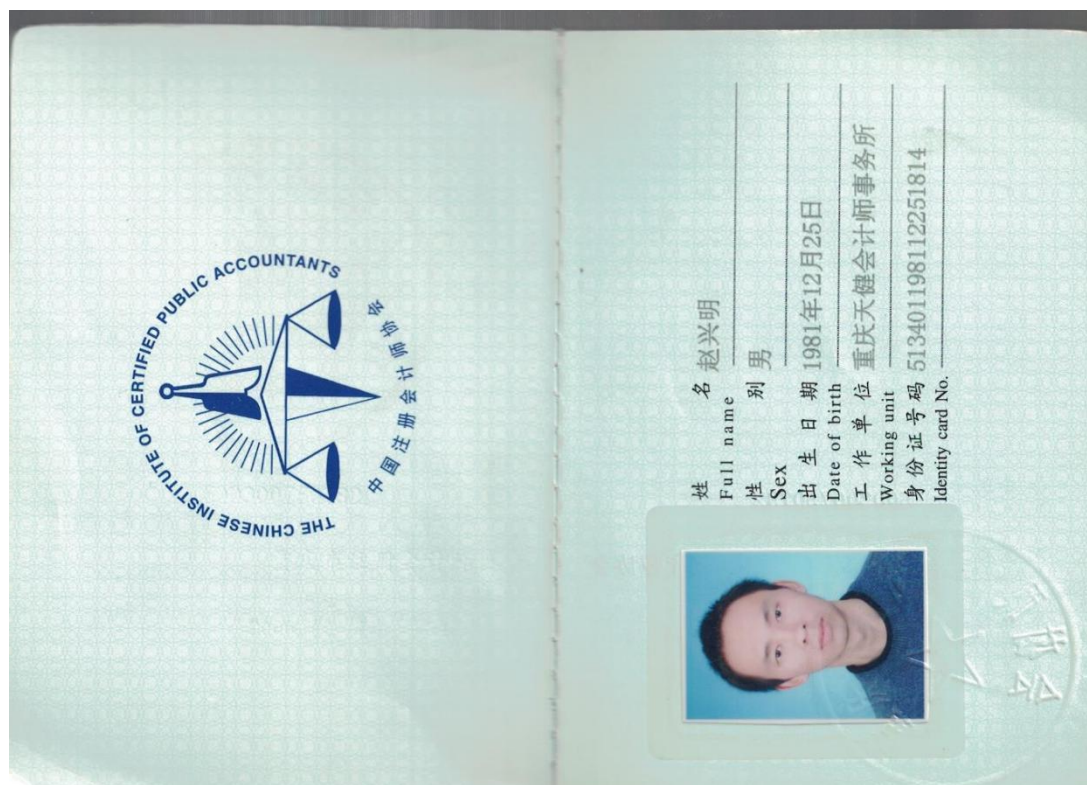 THE CHINESE INSTITUTE OF CERTIFIED PUBLIC ACCOUNTANTS
中国注册会计师协会
姓 名 赵兴明
Full name
性 别 男
Sex
出生日期 1981年12月25日
Date of birth
工作单位 重庆天健会计师事务所
Working unit
身份证号码 513401198112251814
Identity card No.